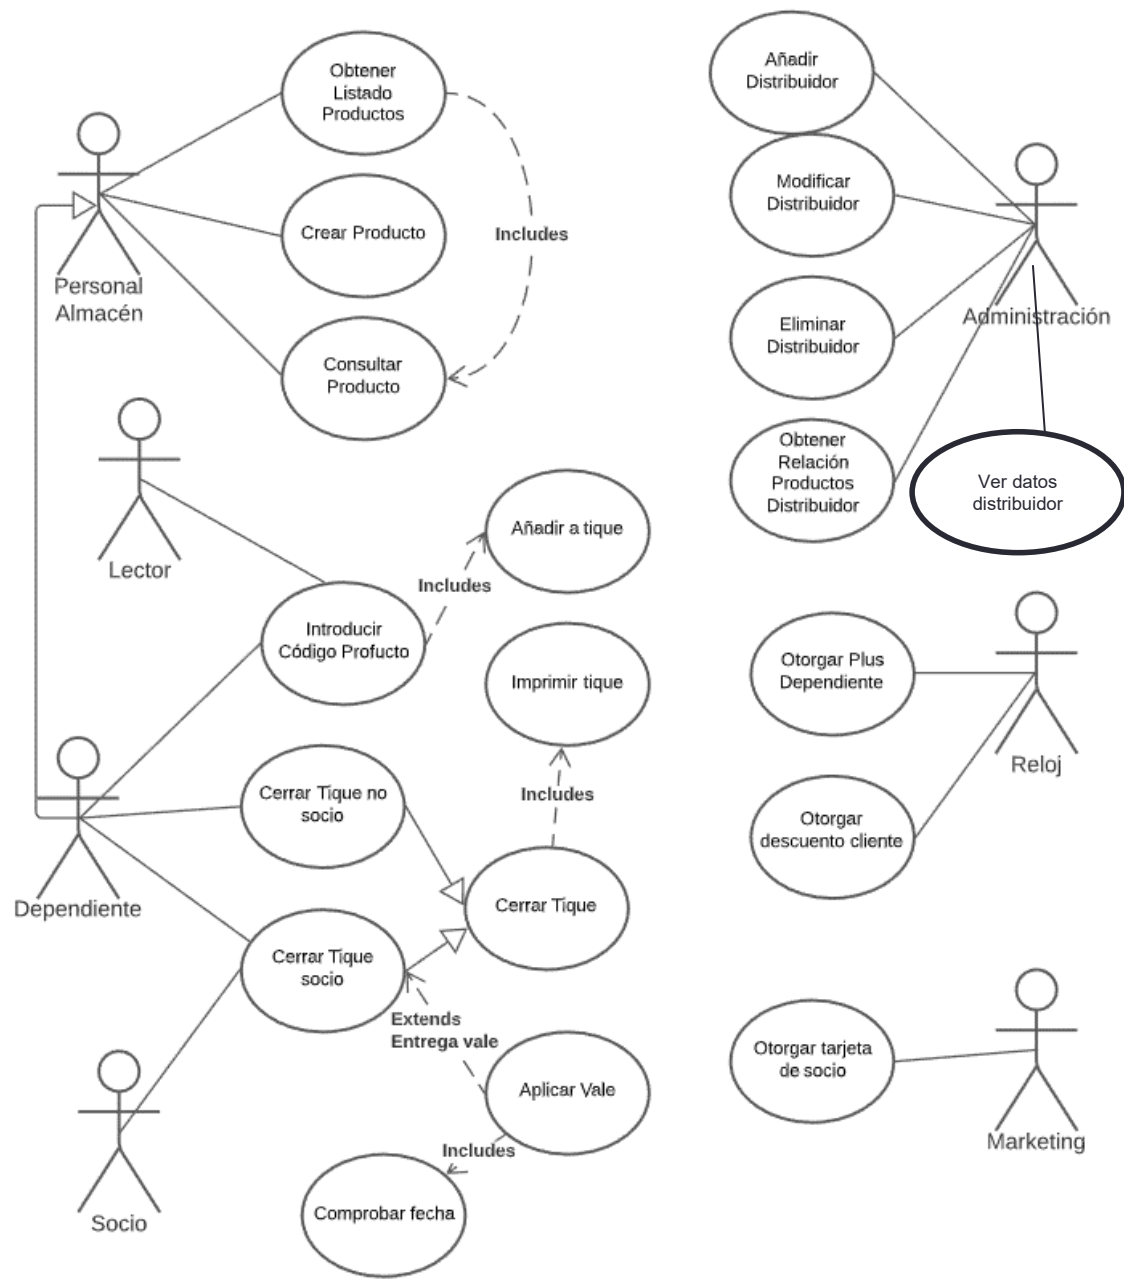 Obtener
Listado
Productos
Crear Producto
Includes
Consultar
Producto
Personal
Almacén
Añadir
Distribuidor
Modificar
Distribuidor
Eliminar
Distribuidor
Obtener
Relación
Productos
Distribuidor
Administración
Ver datos
distribuidor
Lector
Añadir a tique
Includes
Introducir
Código Profucto
Imprimir tique
Includes
Cerrar Tique no
socio
Cerrar Tique
Dependiente
Cerrar Tique
socio
Extends
Entrega vale
Aplicar Vale
Includes
Comprobar fecha
Socio
Otorgar Plus
Dependiente
Reloj
Otorgar
descuento cliente
Otorgar tarjeta
de socio
Marketing